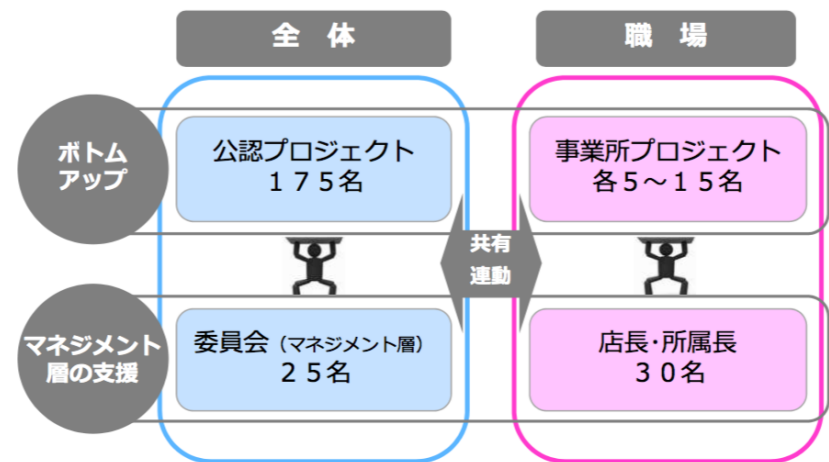 全 体
職 場
ボトム
アップ
公認プロジェクト
１７５名
事業所プロジェクト
各５～１５名
共有
連動
マネジメント
層の支援
委員会（マネジメント層）
２５名
店長･所属長
３０名